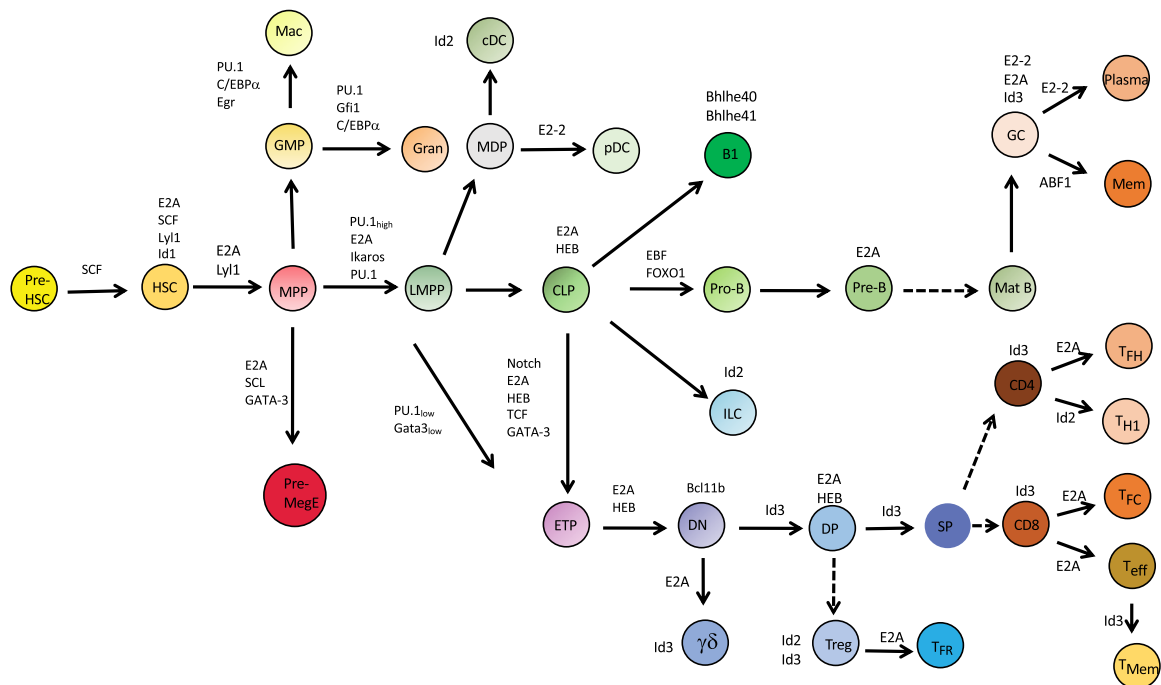 Mac
PU.1
C/EBPα
Egr
GMP
PU.1
Gfi1
C/EBPα
Gran
Id2
cDC
MDP
E2-2
pDC
Bhlhe40
Bhlhe41
B1
E2-2
E2A
Id3
GC
E2-2
Plasma
ABF1
Mem
Pre-
HSC
SCF
E2A
SCF
Lyl1
Id1
HSC
E2A
Lyl1
MPP
PU.1high
E2A
Ikaros
PU.1
LMPP
E2A
HEB
CLP
EBF
FOXO1
Pro-B
E2A
Pre-B
Mat B
E2A
SCL
GATA-3
Pre-
MegE
PU.1low
Gata3low
Notch
E2A
HEB
TCF
GATA-3
Id2
ILC
Id3
CD4
E2A
TFH
Id2
TH1
ETP
E2A
HEB
Bcl11b
DN
Id3
E2A
HEB
DP
Id3
SP
Id3
CD8
E2A
TFC
E2A
Teff
Id3
TMem
E2A
Id3
γδ
Id2
Id3
Treg
E2A
TFR